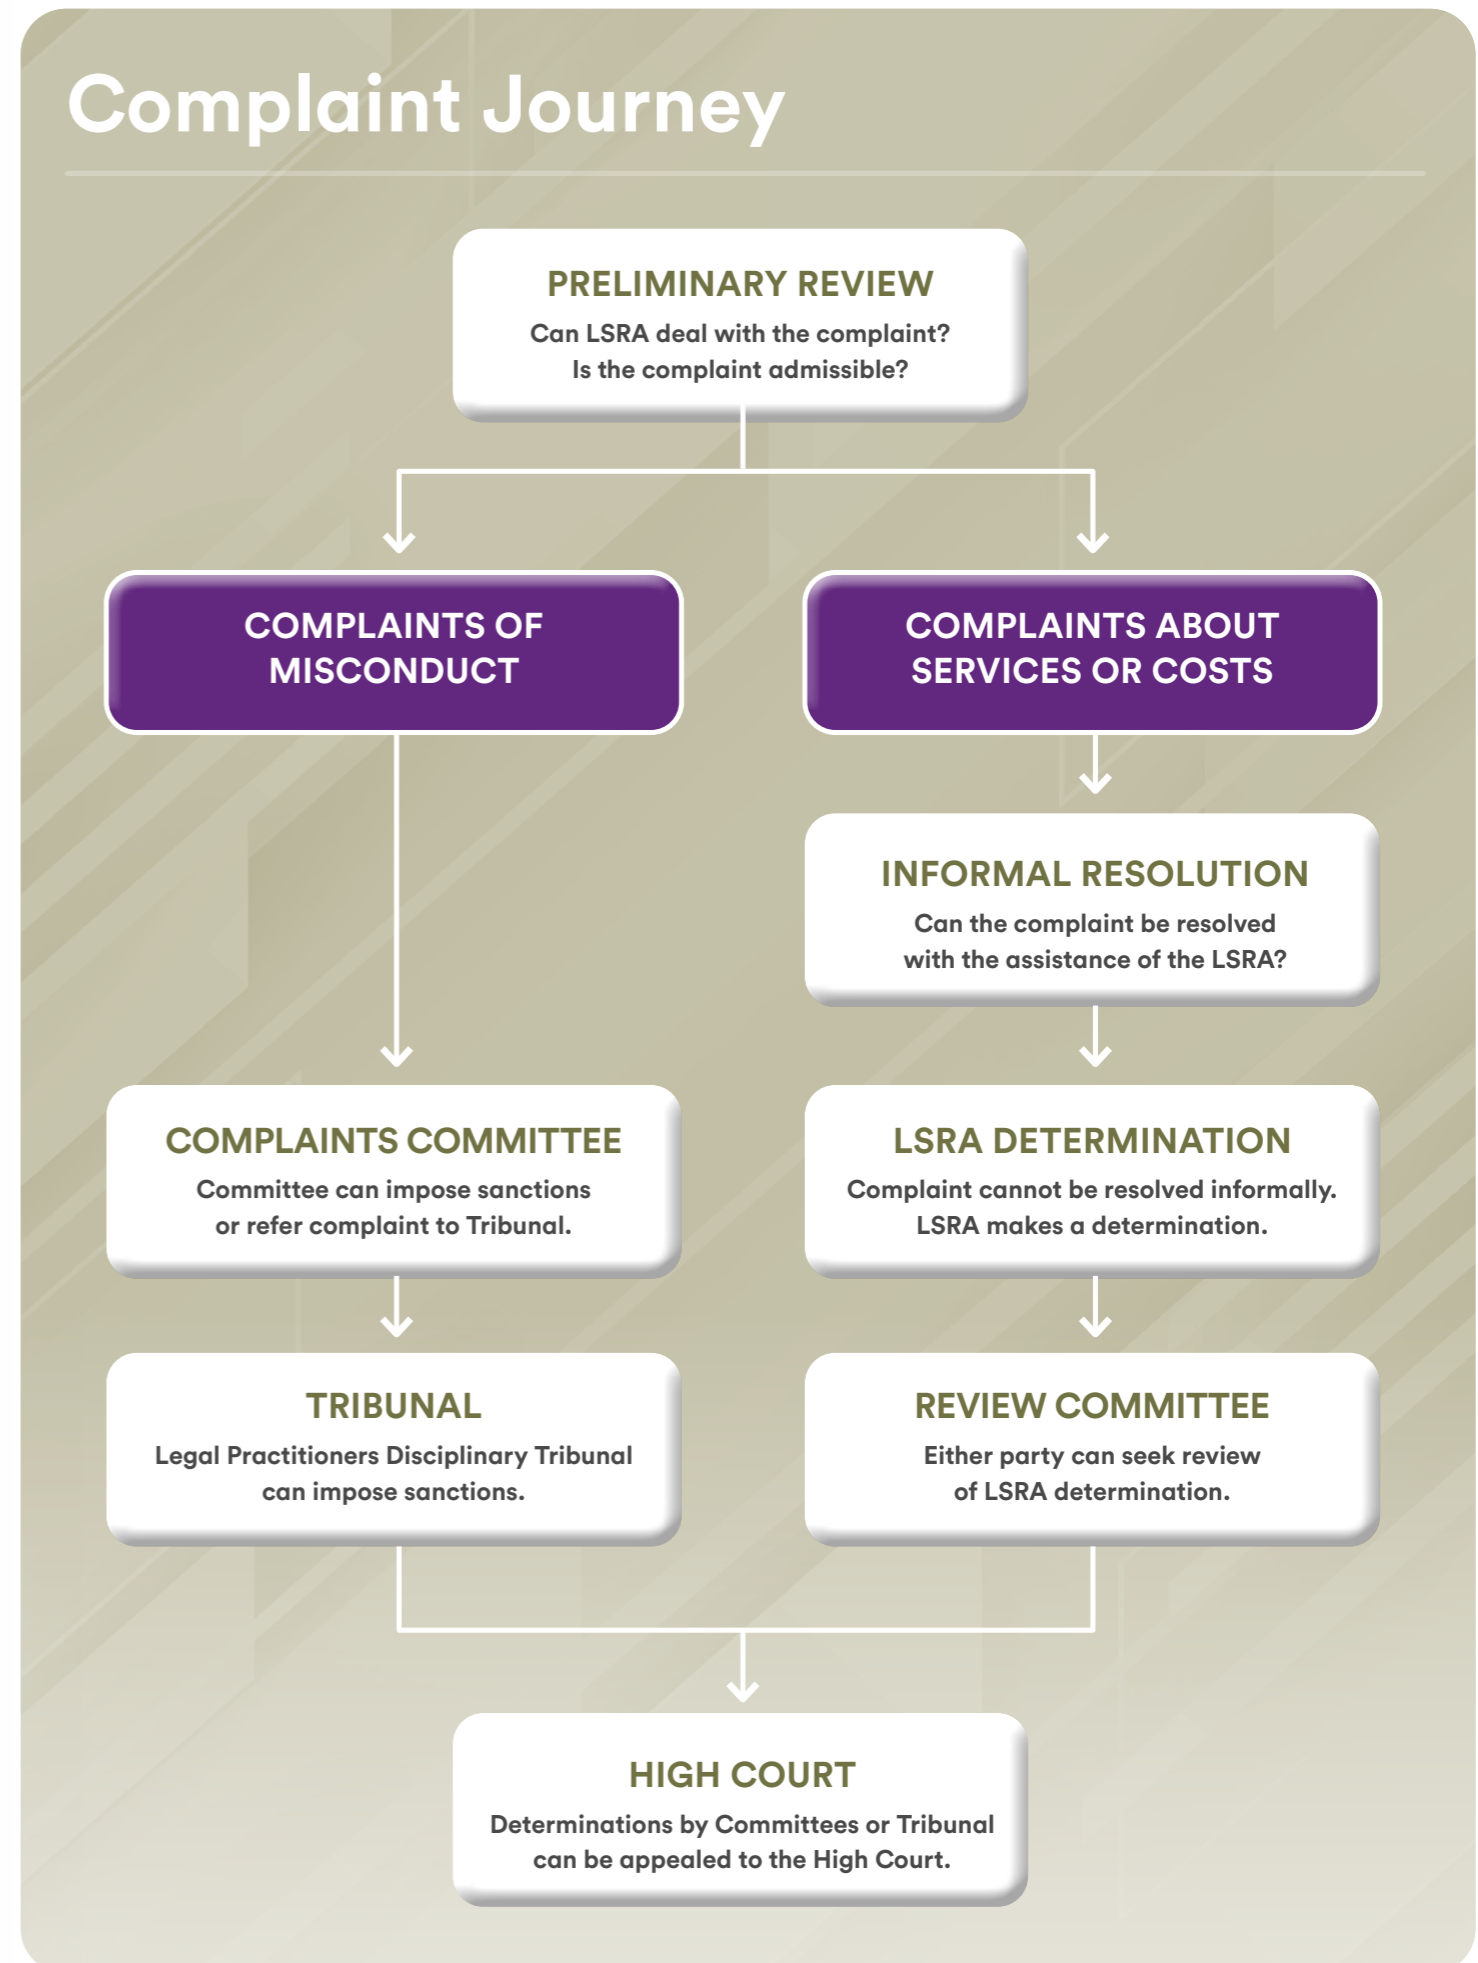 Complaint Journey
PRELIMINARY REVIEW
Can LSRA deal with the complaint?
Is the complaint admissible?
COMPLAINTS OF
MISCONDUCT
COMPLAINTS ABOUT
SERVICES OR COSTS
INFORMAL RESOLUTION
Can the complaint be resolved
with the assistance of the LSRA?
COMPLAINTS COMMITTEE
Committee can impose sanctions
or refer complaint to Tribunal.
LSRA DETERMINATION
Complaint cannot be resolved informally.
LSRA makes a determination.
TRIBUNAL
Legal Practitioners Disciplinary Tribunal
can impose sanctions.
REVIEW COMMITTEE
Either party can seek review
of LSRA determination.
HIGH COURT
Determinations by Committees or Tribunal
can be appealed to the High Court.